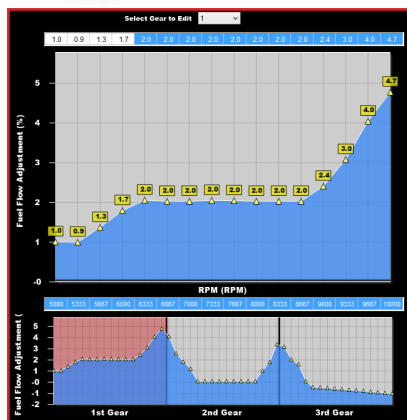 Select Gear to Edit 1
1.0 0.9 1.3 1.7 2.0 2.0 2.0 2.0 2.0 2.0 2.0 2.0 2.4 3.0 4.0 4.7
Fuel Flow Adjustment (%)
5
4
3
2
1
-0
1.0 0.9 1.3 1.7 2.0 2.0 2.0 2.0 2.0 2.0 2.0 2.0 2.4 3.0 4.0 4.7
RPM (RPM)
5000 5333 5667 6000 6333 6667 7000 7333 7667 8000 8333 8667 9000 9333 9667 10000
Fuel Flow Adjustment (
5
4
3
2
1
-0
-1
1st Gear 2nd Gear 3rd Gear